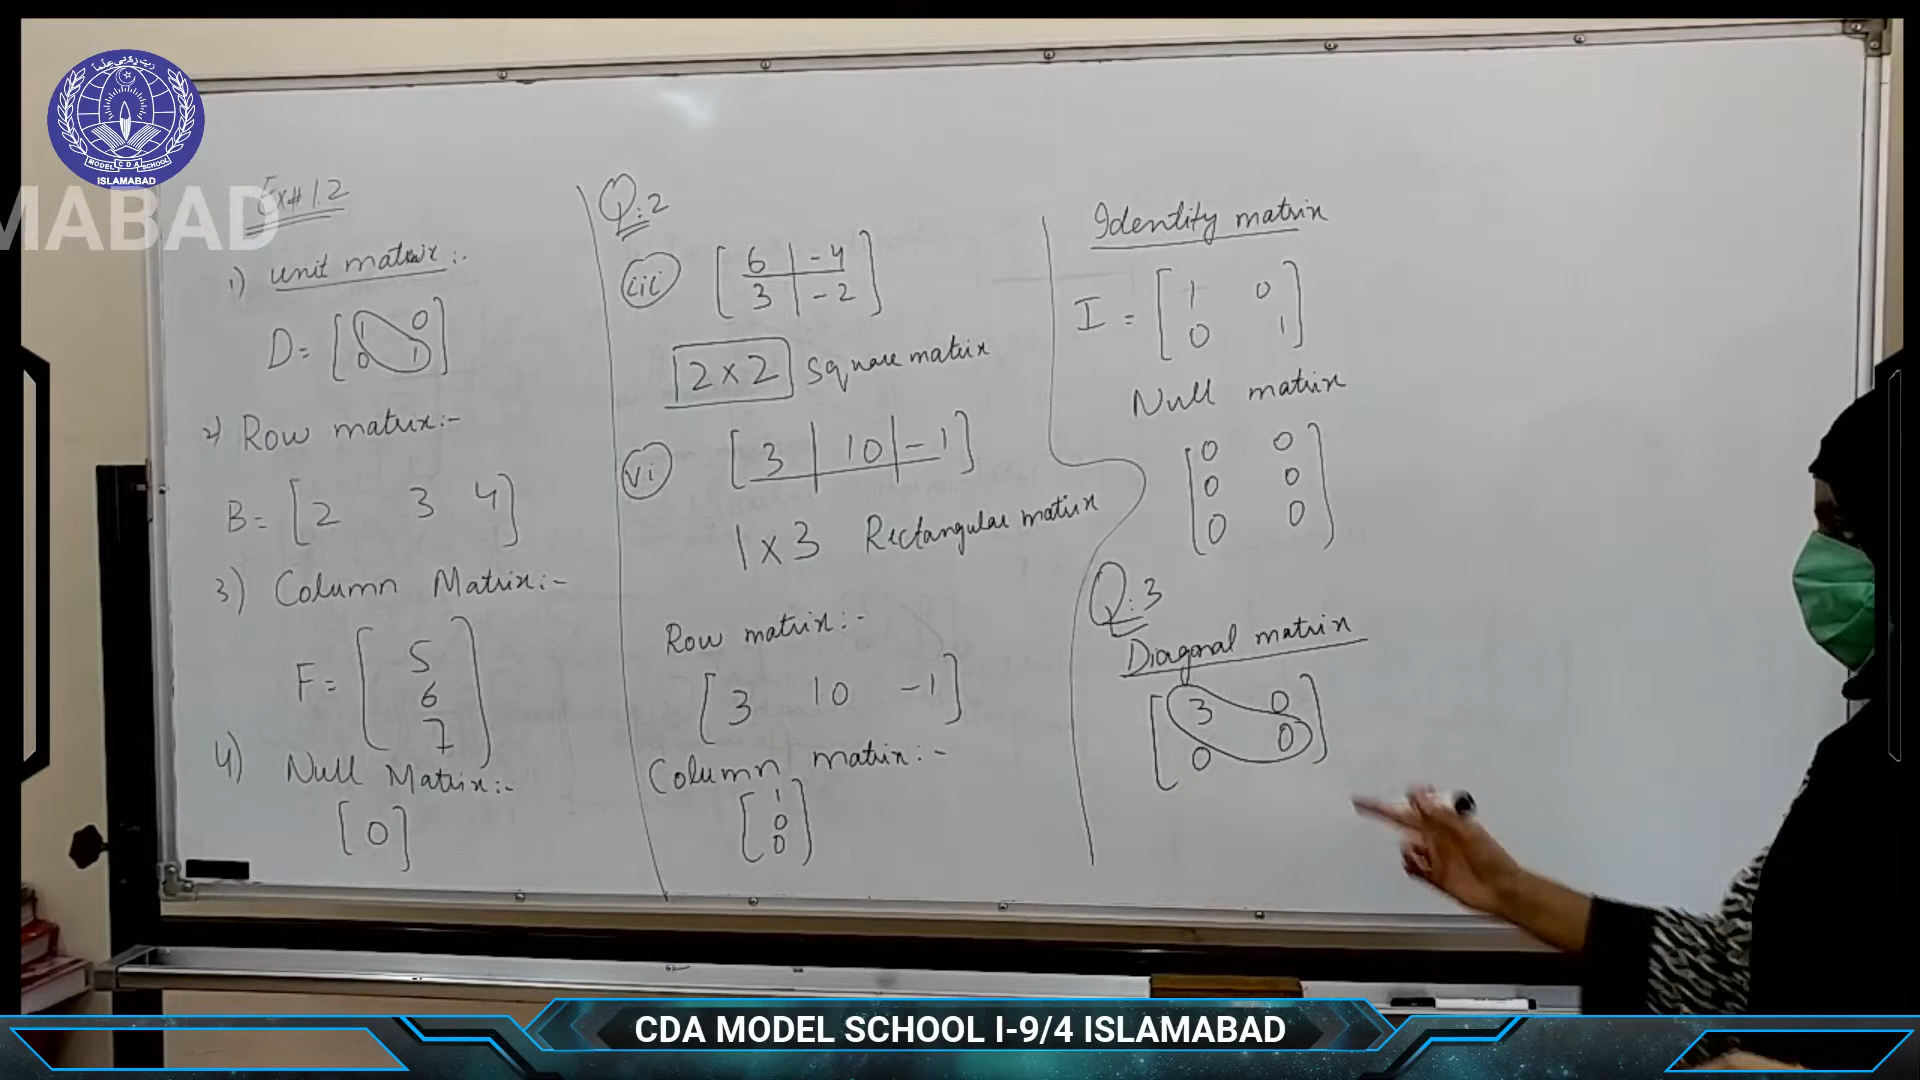 MODEL CDA SCHOOL
ISLAMABAD
MABAD
Ex# 1.2
1) unit matrix:-
D= [ 1 0
0 1 ]
2) Row matrix:-
B= [ 2 3 4 ]
3) Column Matrix:-
F= [ 5
6
7 ]
4) Null Matrix:-
[ 0 ]
Q:2
iii [ 6 | -4
3 | -2 ]
2×2 Square matrix
vi [ 3 | 10 | -1 ]
1×3 Rectangular matrix
Row matrix:-
[ 3 10 -1 ]
Column matrix:-
[ 1
0
0 ]
Identity matrix
I = [ 1 0
0 1 ]
Null matrix
[ 0 0
0 0
0 0 ]
Q:3
Diagonal matrix
[ 3 0
0 0 ]
CDA MODEL SCHOOL I-9/4 ISLAMABAD